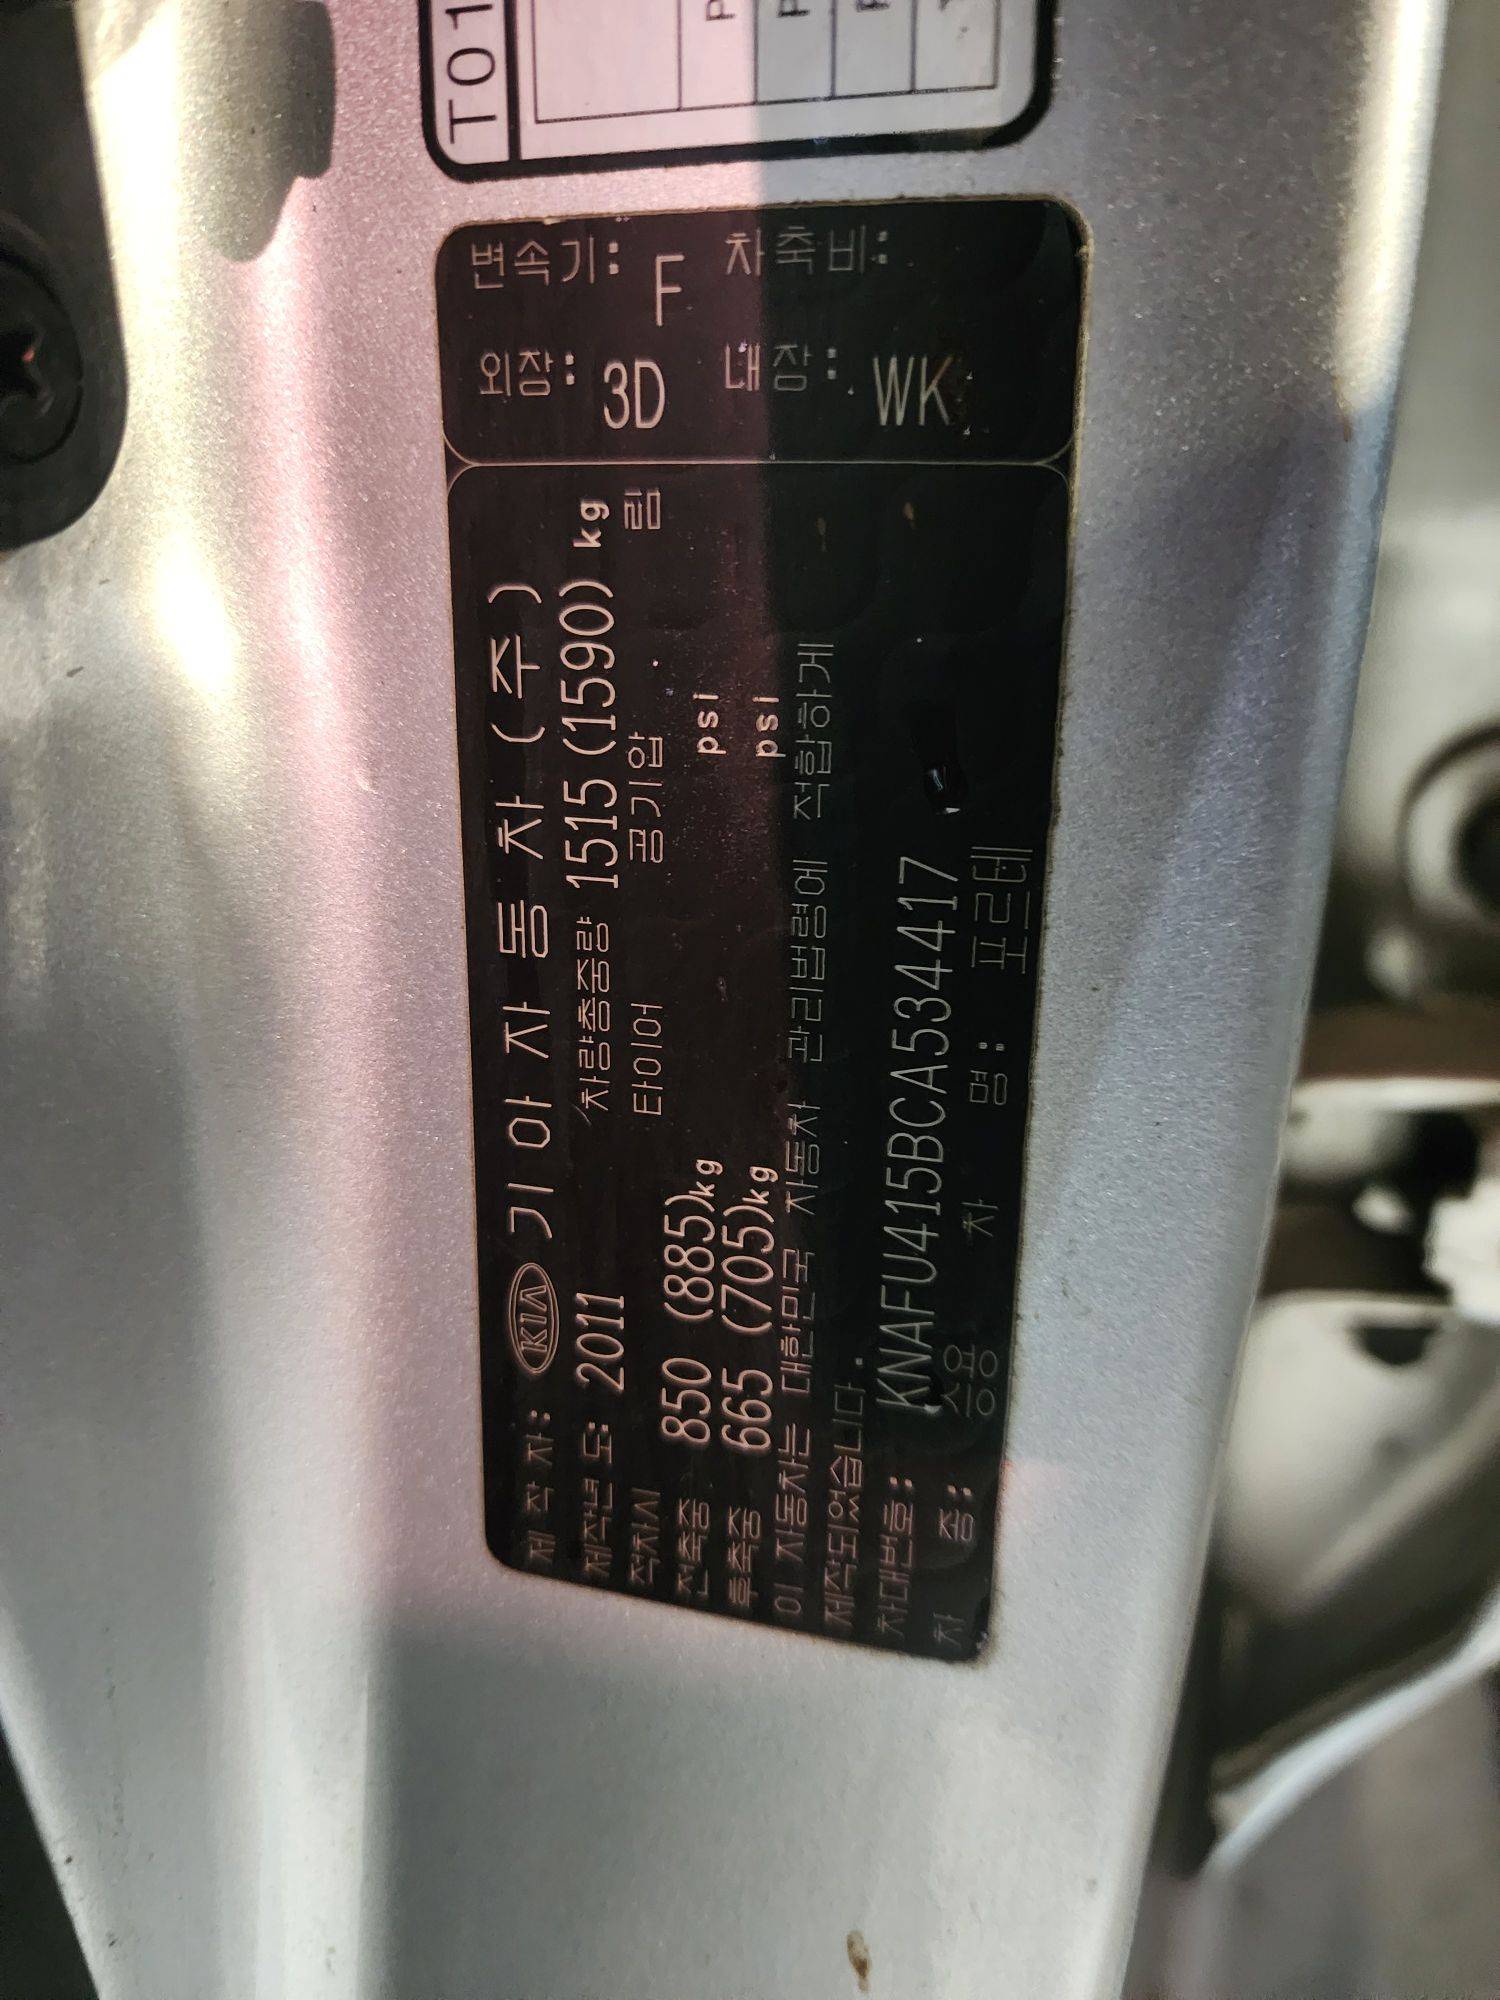 제 작 자: KIA 기아자동차(주)
제작년도: 2011 차량총중량 1515(1590) kg
적차시 타이어 공기압 림
전축중 850 (885)kg psi
후축중 665 (705)kg psi
이 자동차는 대한민국 자동차 관리법령에 적합하게
제작되었습니다.
차대번호: KNAFU415BCA534417
차 종: 승용 차 명: 포르테
외장: 3D
내장: WK
변속기: F
차축비:
T01
P
P
P